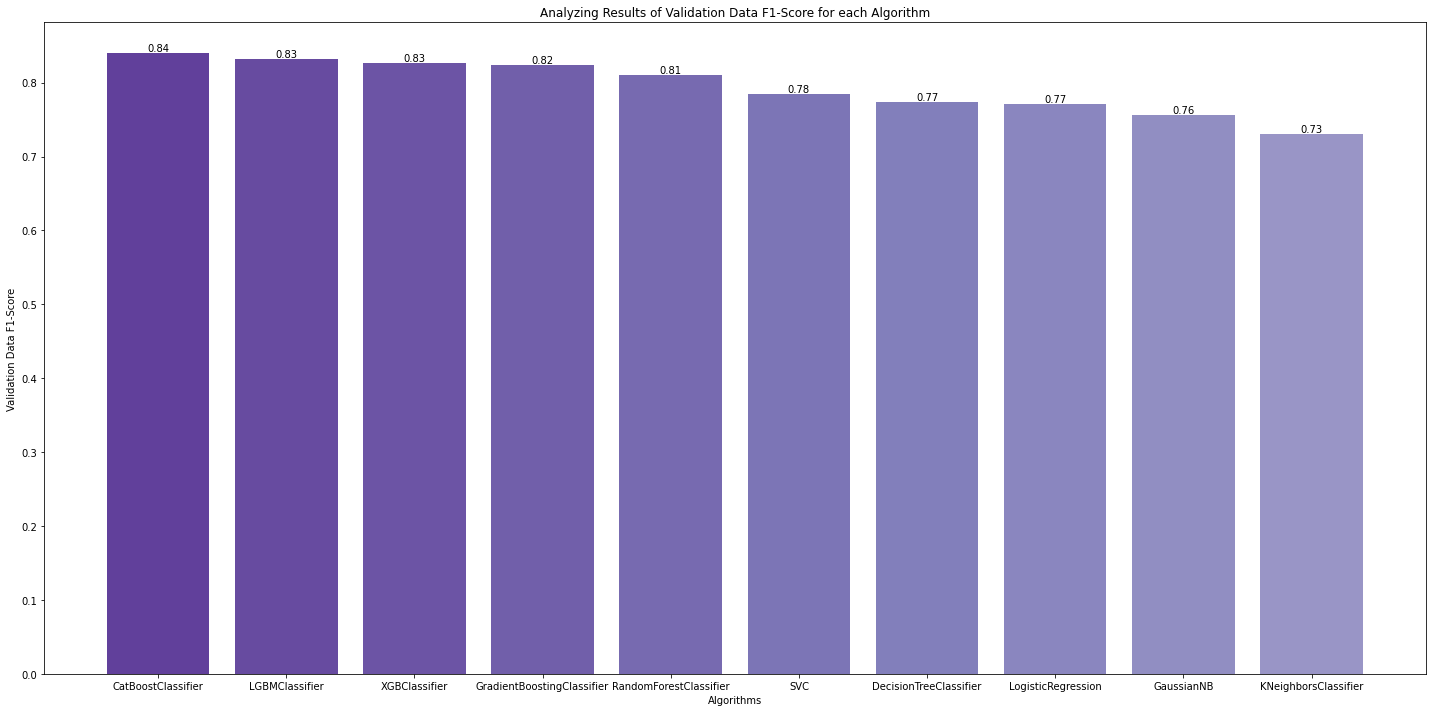 Analyzing Results of Validation Data F1-Score for each Algorithm
0.84
0.83
0.83
0.82
0.81
0.78
0.77
0.77
0.76
0.73
Validation Data F1-Score
0.8
0.7
0.6
0.5
0.4
0.3
0.2
0.1
0.0
CatBoostClassifier
LGBMClassifier
XGBClassifier
GradientBoostingClassifier
RandomForestClassifier
SVC
DecisionTreeClassifier
LogisticRegression
GaussianNB
KNeighborsClassifier
Algorithms